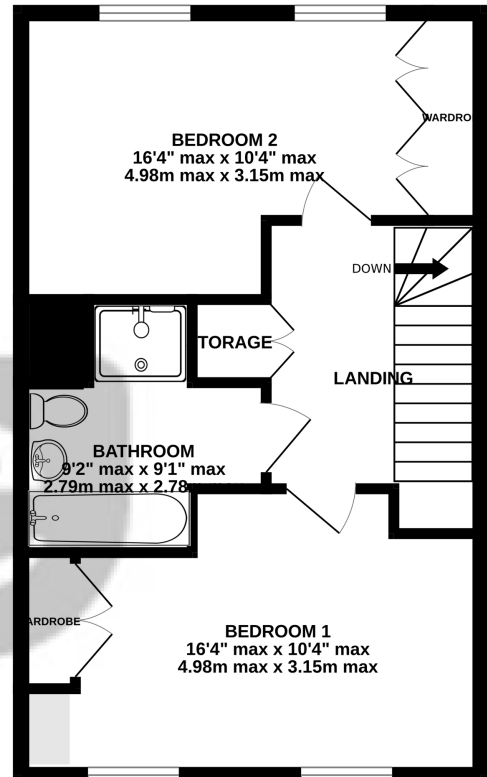 WARDRO
BEDROOM 2
16'4" max x 10'4" max
4.98m max x 3.15m max
DOWN
TORAGE
LANDING
BATHROOM
9'2" max x 9'1" max
2.79m max x 2.78m max
ARDROBE
BEDROOM 1
16'4" max x 10'4" max
4.98m max x 3.15m max